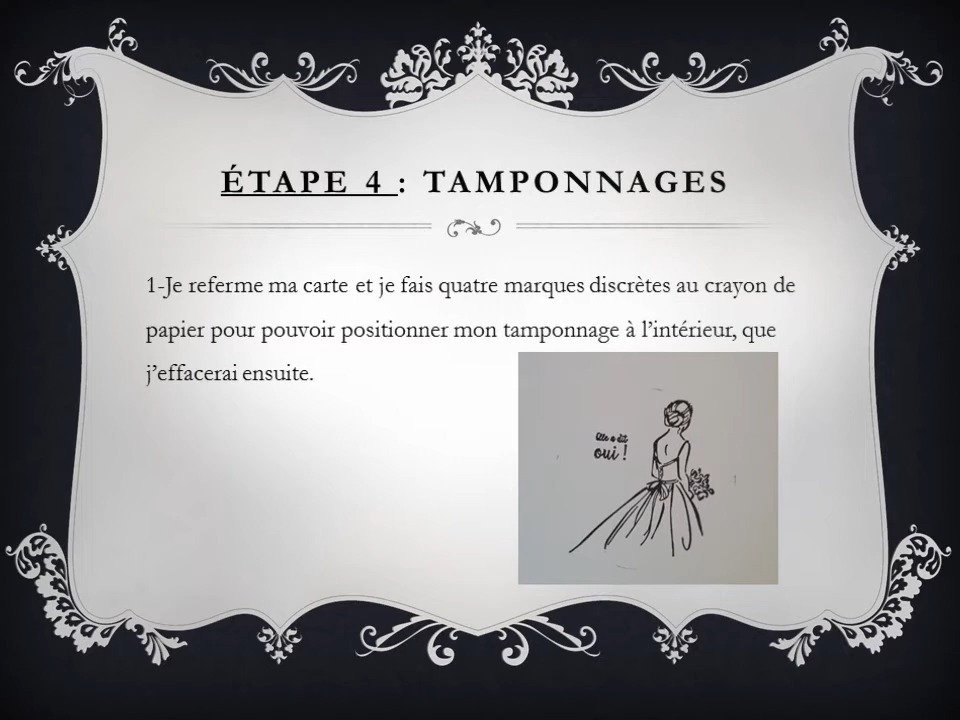 ÉTAPE 4 : TAMPONNAGES
1-Je referme ma carte et je fais quatre marques discrètes au crayon de
papier pour pouvoir positionner mon tamponnage à l’intérieur, que
j’effacerai ensuite.
Elle a dit
oui !